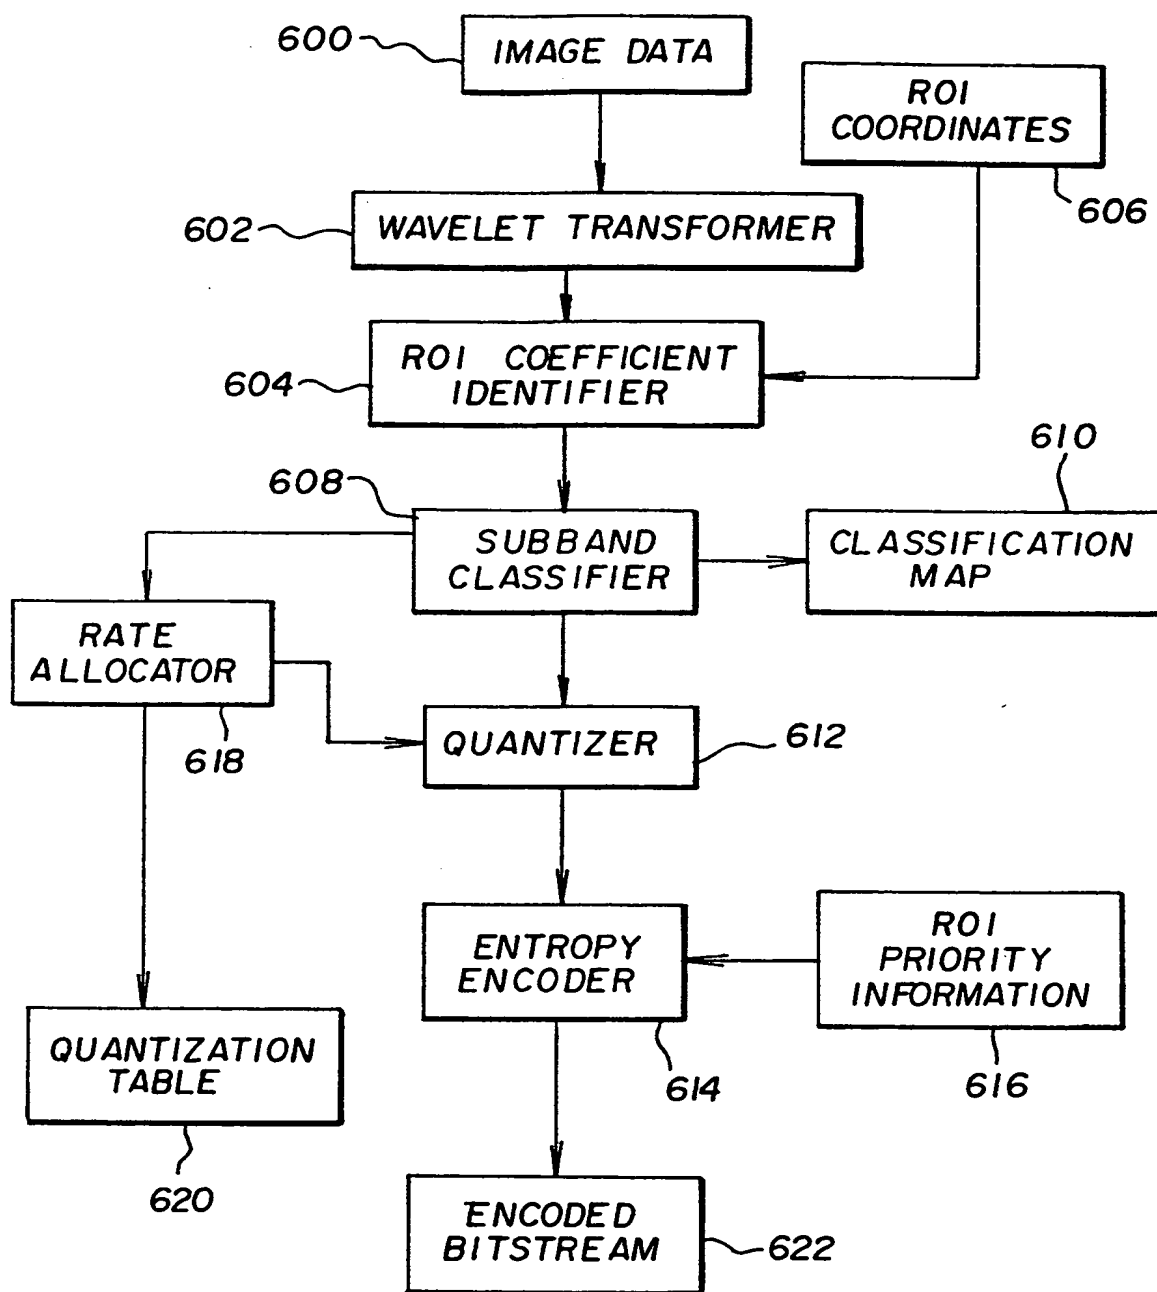 600
IMAGE DATA
ROI
COORDINATES
606
602
WAVELET TRANSFORMER
604
ROI COEFFICIENT
IDENTIFIER
608
610
SUBBAND
CLASSIFIER
CLASSIFICATION
MAP
RATE
ALLOCATOR
618
QUANTIZER
612
ENTROPY
ENCODER
614
ROI
PRIORITY
INFORMATION
616
QUANTIZATION
TABLE
620
ENCODED
BITSTREAM
622